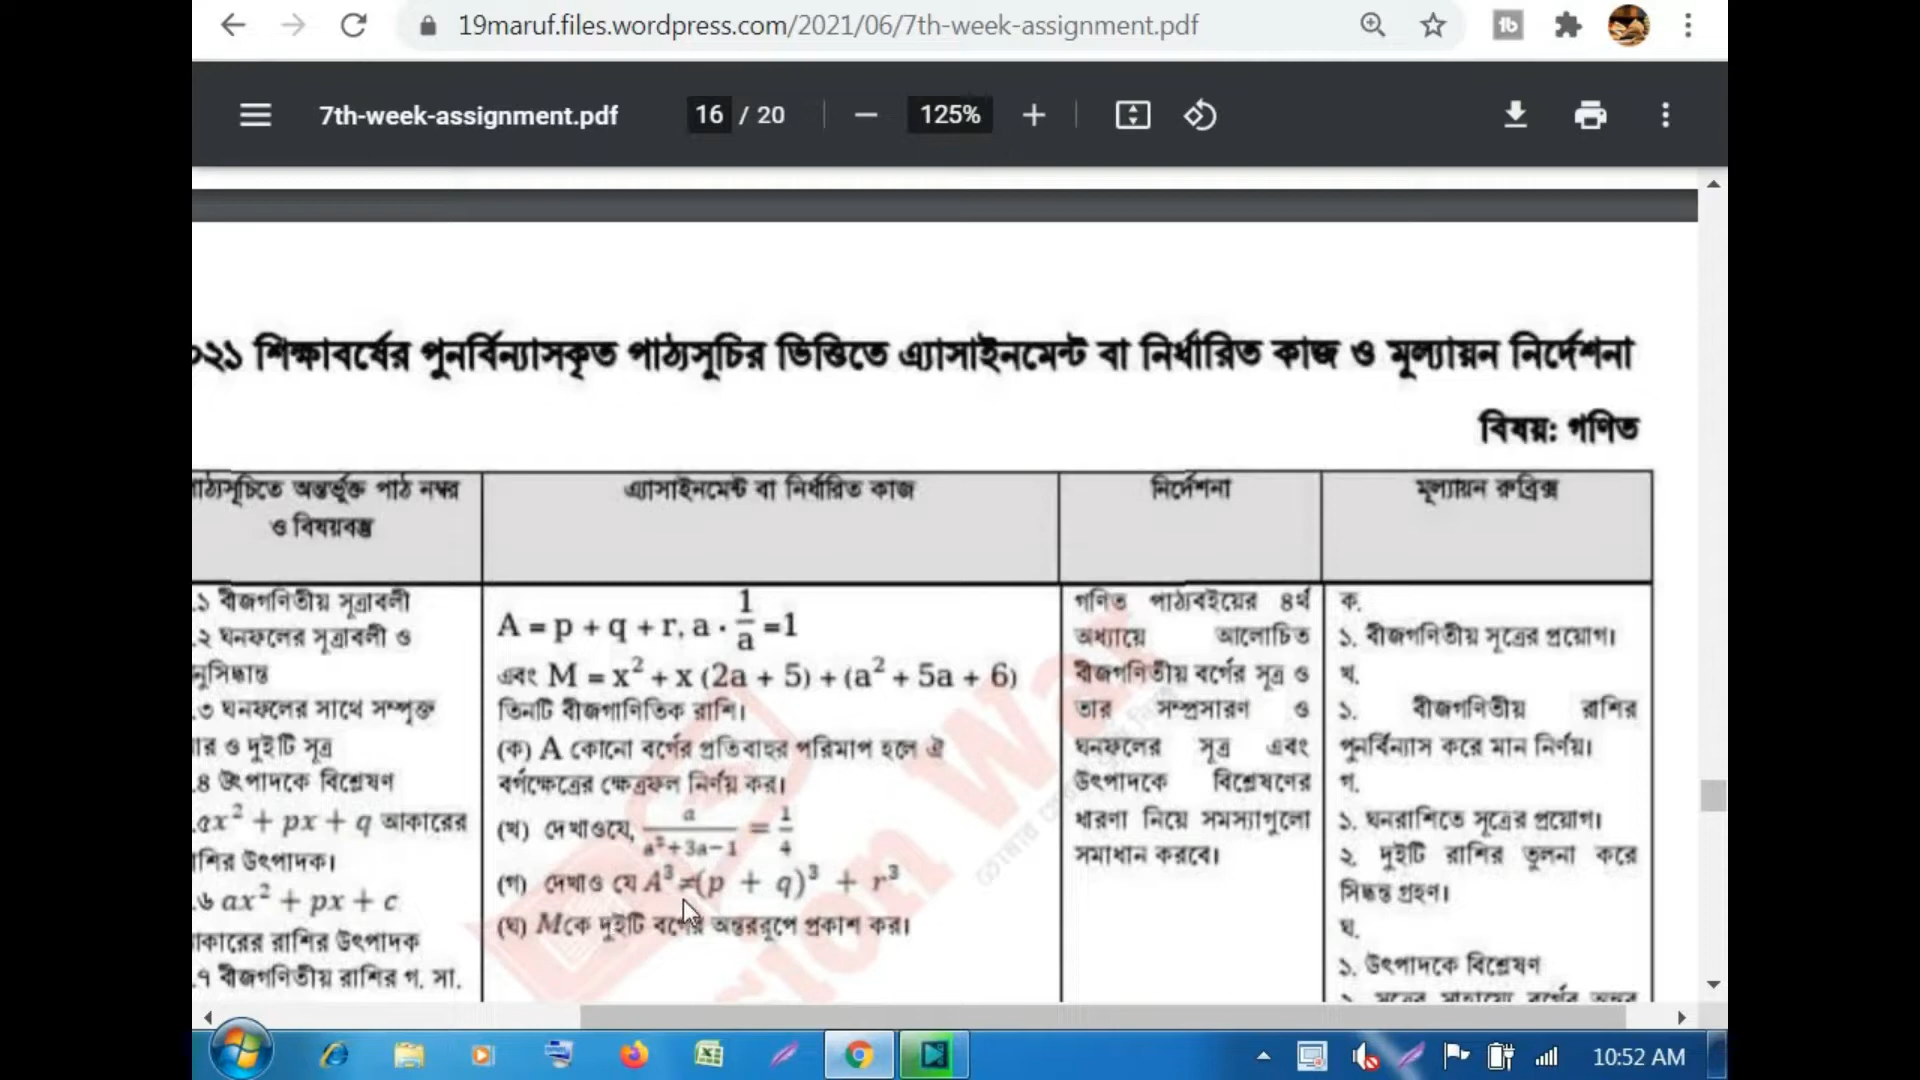 19maruf.files.wordpress.com/2021/06/7th-week-assignment.pdf
7th-week-assignment.pdf 16 / 20 125%
০২১ শিক্ষাবর্ষের পুনর্বিন্যাসকৃত পাঠ্যসূচির ভিত্তিতে এ্যাসাইনমেন্ট বা নির্ধারিত কাজ ও মূল্যায়ন নির্দেশনা
বিষয়: গণিত
পাঠ্যসূচিতে অন্তর্ভুক্ত পাঠ নম্বর
ও বিষয়বস্তু
.১ বীজগণিতীয় সূত্রাবলী
.২ ঘনফলের সূত্রাবলী ও
নুসিদ্ধান্ত
.৩ ঘনফলের সাথে সম্পৃক্ত
ার ও দুইটি সূত্র
.৪ উৎপাদকে বিশ্লেষণ
.৫x² + px + q আকারের
রাশির উৎপাদক।
.৬ ax² + px + c
আকারের রাশির উৎপাদক
.৭ বীজগণিতীয় রাশির গ. সা.
এ্যাসাইনমেন্ট বা নির্ধারিত কাজ
A = p + q + r, a · 1/a =1
এবং M = x² + x (2a + 5) + (a² + 5a + 6)
তিনটি বীজগাণিতিক রাশি।
(ক) A কোনো বর্গের প্রতিবাহুর পরিমাপ হলে ঐ
বর্গক্ষেত্রের ক্ষেত্রফল নির্ণয় কর।
(খ) দেখাওযে, a/(a²+3a−1) = 1/4
(গ) দেখাও যে A³ ≠ (p + q)³ + r³
(ঘ) Mকে দুইটি বর্গের অন্তররূপে প্রকাশ কর।
নির্দেশনা
গণিত পাঠ্যবইয়ের ৪র্থ
অধ্যায়ে আলোচিত
বীজগণিতীয় বর্গের সূত্র ও
তার সম্প্রসারণ ও
ঘনফলের সূত্র এবং
উৎপাদকে বিশ্লেষণের
ধারণা নিয়ে সমস্যাগুলো
সমাধান করবে।
মূল্যায়ন রুব্রিক্স
ক.
১. বীজগণিতীয় সূত্রের প্রয়োগ।
খ.
১. বীজগণিতীয় রাশির
পুনর্বিন্যাস করে মান নির্ণয়।
গ.
১. ঘনরাশিতে সূত্রের প্রয়োগ।
২. দুইটি রাশির তুলনা করে
সিদ্ধান্ত গ্রহণ।
ঘ.
১. উৎপাদকে বিশ্লেষণ
10:52 AM